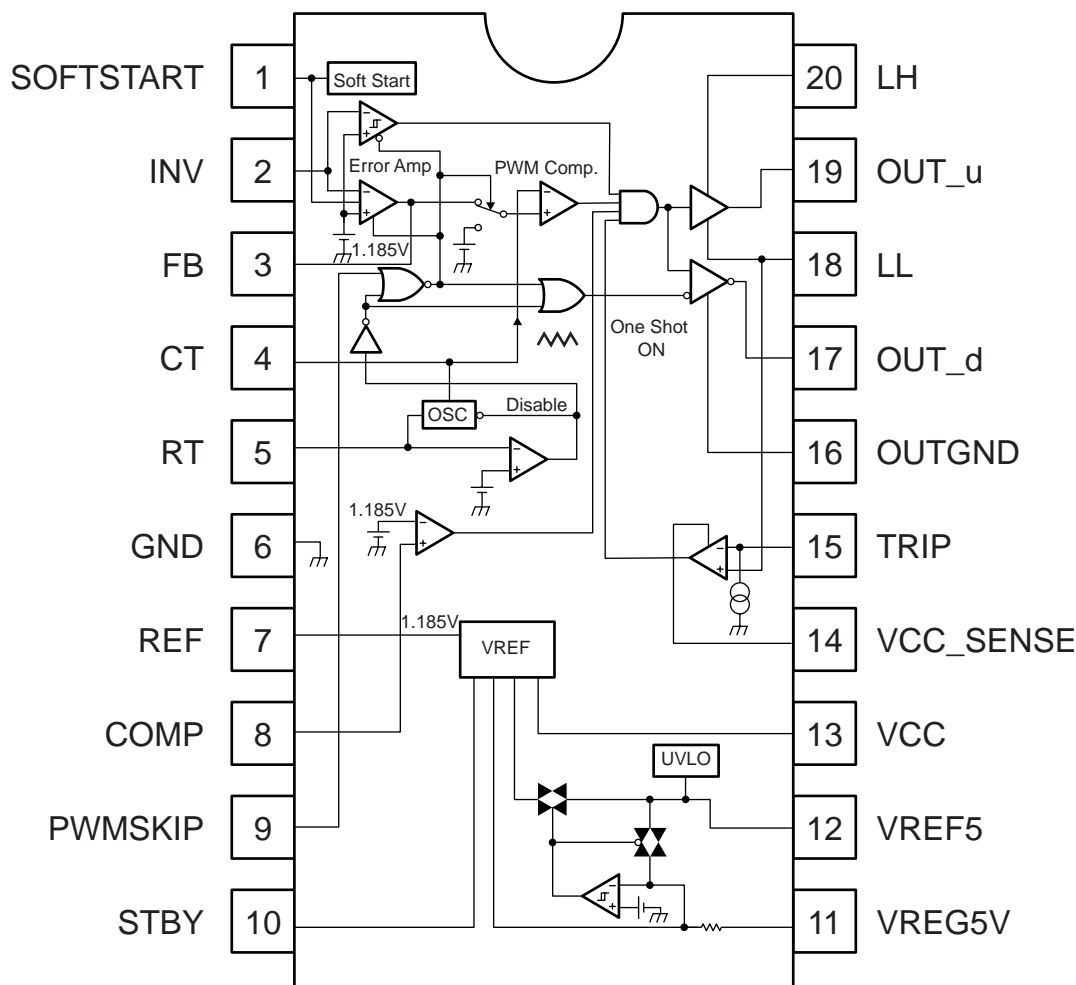 SOFTSTART 1 Soft Start 20 LH
INV 2 Error Amp PWM Comp. 19 OUT_u
1.185V
FB 3 18 LL
One Shot
ON
CT 4 17 OUT_d
OSC Disable
RT 5 16 OUTGND
1.185V
GND 6 15 TRIP
1.185V
REF 7 VREF 14 VCC_SENSE
COMP 8 13 VCC
UVLO
PWMSKIP 9 12 VREF5
STBY 10 11 VREG5V
− + − + − + − + − + − + − +